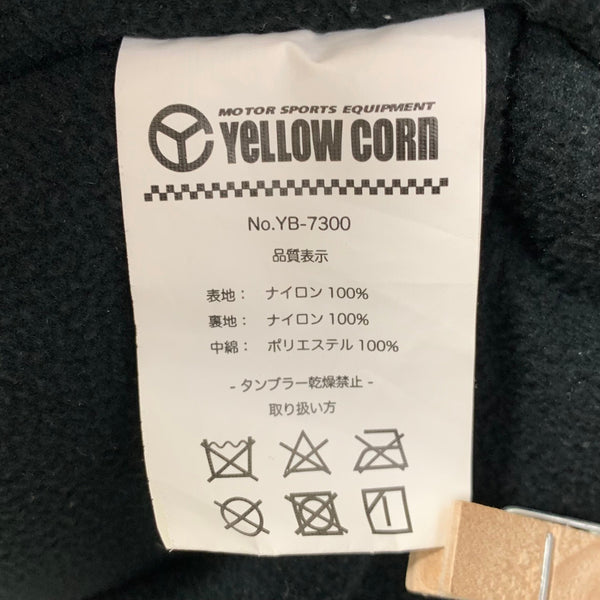 MOTOR SPORTS EQUIPMENT
YELLOW CORN
No.YB-7300
品質表示
表地： ナイロン 100%
裏地： ナイロン 100%
中綿： ポリエステル 100%
- タンブラー乾燥禁止 -
取り扱い方